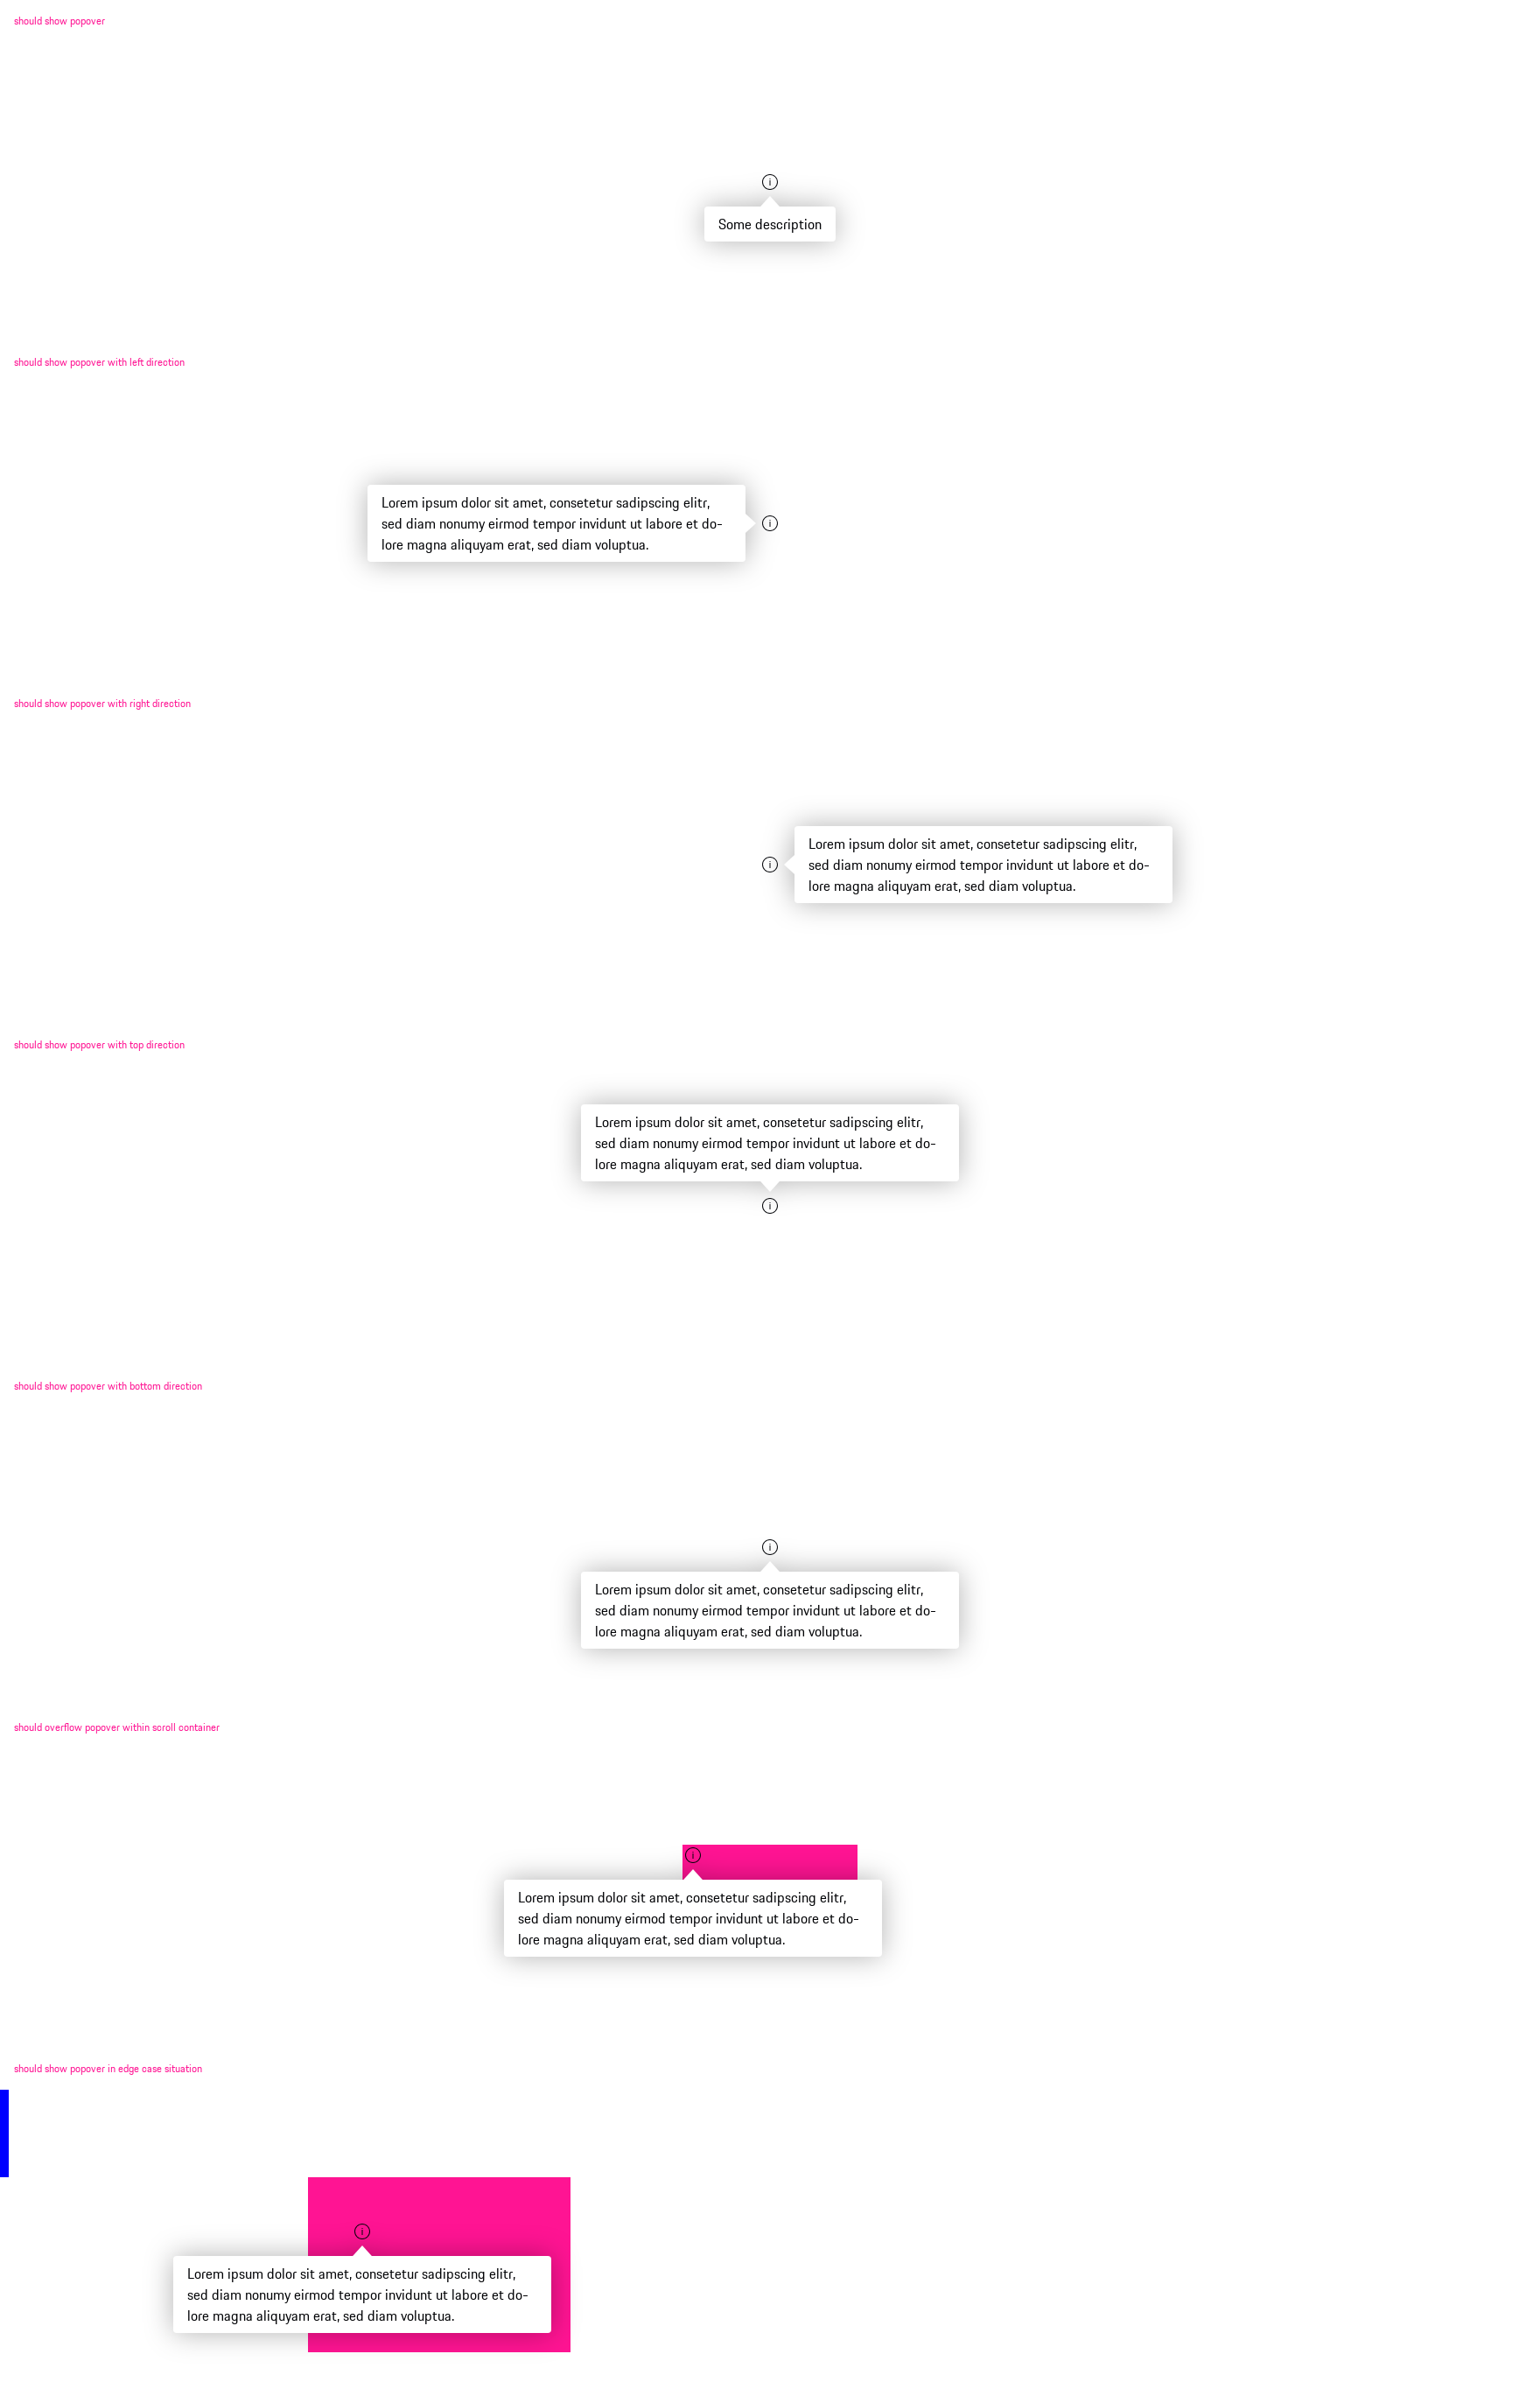 should show popover
i
Some description
should show popover with left direction
Lorem ipsum dolor sit amet, consetetur sadipscing elitr,
sed diam nonumy eirmod tempor invidunt ut labore et do-
lore magna aliquyam erat, sed diam voluptua.
i
should show popover with right direction
i
Lorem ipsum dolor sit amet, consetetur sadipscing elitr,
sed diam nonumy eirmod tempor invidunt ut labore et do-
lore magna aliquyam erat, sed diam voluptua.
should show popover with top direction
Lorem ipsum dolor sit amet, consetetur sadipscing elitr,
sed diam nonumy eirmod tempor invidunt ut labore et do-
lore magna aliquyam erat, sed diam voluptua.
i
should show popover with bottom direction
i
Lorem ipsum dolor sit amet, consetetur sadipscing elitr,
sed diam nonumy eirmod tempor invidunt ut labore et do-
lore magna aliquyam erat, sed diam voluptua.
should overflow popover within scroll container
i
Lorem ipsum dolor sit amet, consetetur sadipscing elitr,
sed diam nonumy eirmod tempor invidunt ut labore et do-
lore magna aliquyam erat, sed diam voluptua.
should show popover in edge case situation
i
Lorem ipsum dolor sit amet, consetetur sadipscing elitr,
sed diam nonumy eirmod tempor invidunt ut labore et do-
lore magna aliquyam erat, sed diam voluptua.